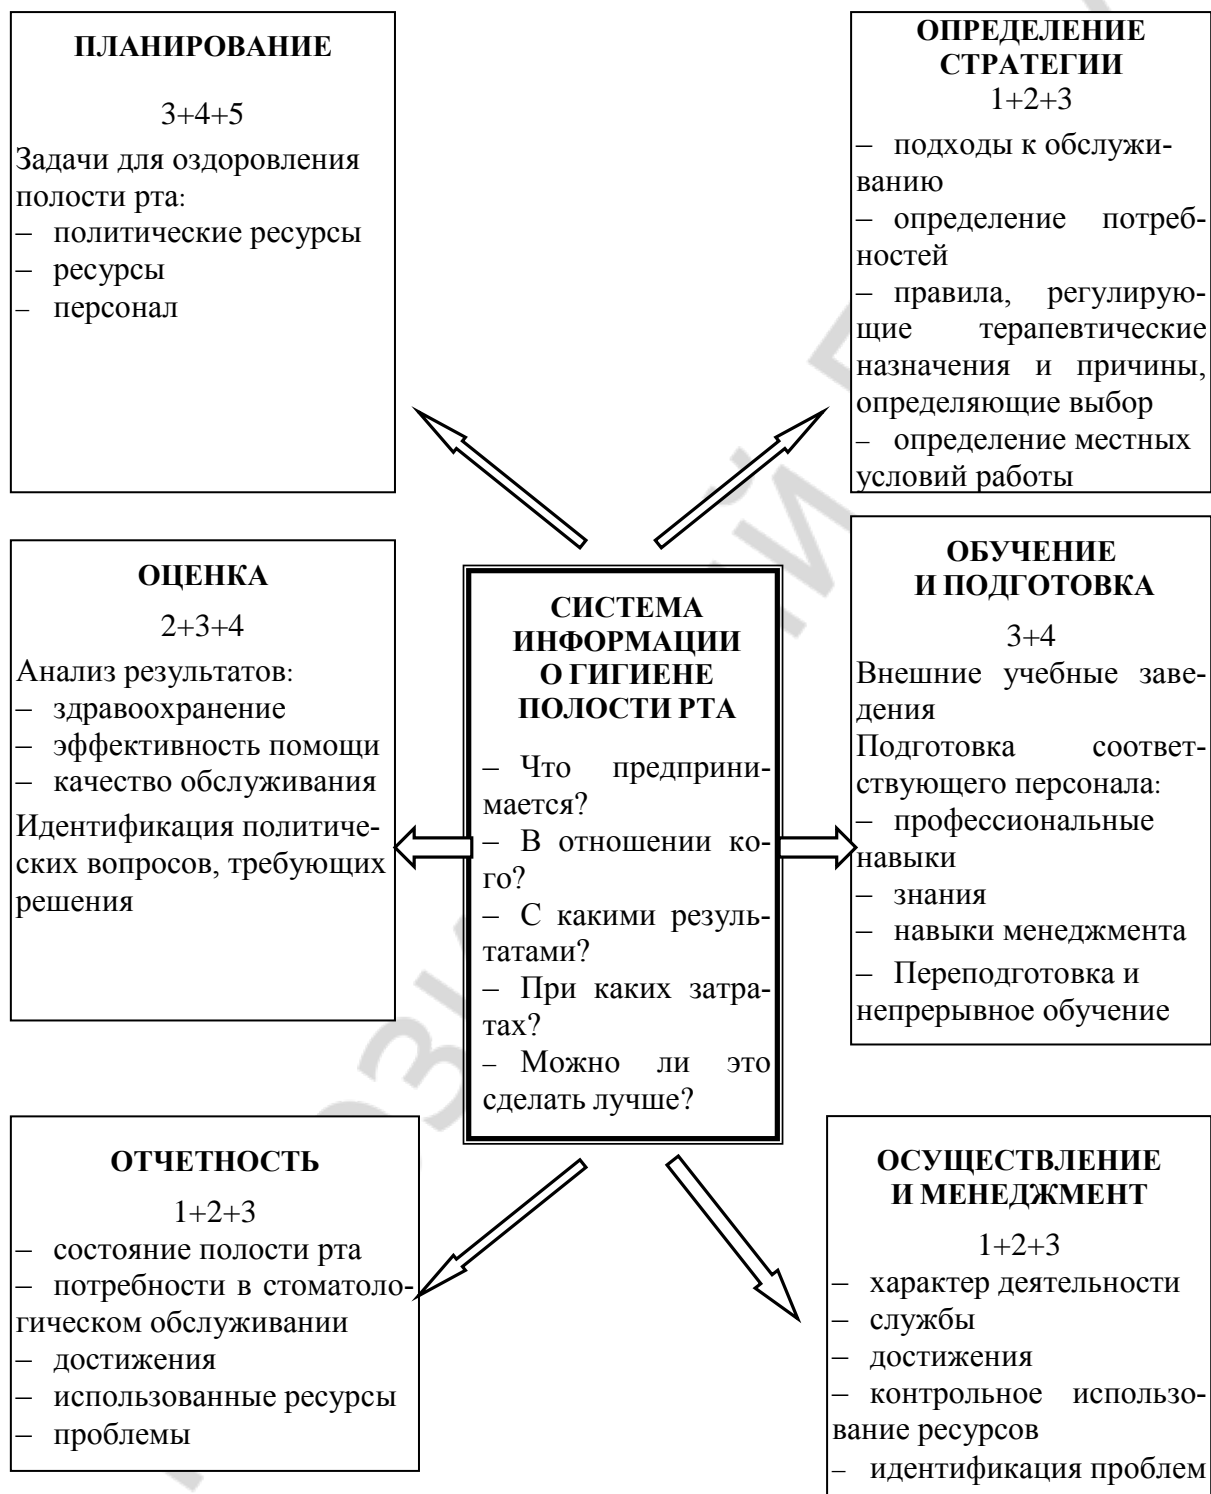 ПЛАНИРОВАНИЕ
3+4+5
Задачи для оздоровления
полости рта:
– политические ресурсы
– ресурсы
– персонал
ОПРЕДЕЛЕНИЕ
СТРАТЕГИИ
1+2+3
– подходы к обслужи-
ванию
– определение потреб-
ностей
– правила, регулирую-
щие терапевтические
назначения и причины,
определяющие выбор
– определение местных
условий работы
ОЦЕНКА
2+3+4
Анализ результатов:
– здравоохранение
– эффективность помощи
– качество обслуживания
Идентификация политиче-
ских вопросов, требующих
решения
СИСТЕМА
ИНФОРМАЦИИ
О ГИГИЕНЕ
ПОЛОСТИ РТА
– Что предприни-
мается?
– В отношении ко-
го?
– С какими резуль-
татами?
– При каких затра-
тах?
– Можно ли это
сделать лучше?
ОБУЧЕНИЕ
И ПОДГОТОВКА
3+4
Внешние учебные заве-
дения
Подготовка соответ-
ствующего персонала:
– профессиональные
навыки
– знания
– навыки менеджмента
– Переподготовка и
непрерывное обучение
ОТЧЕТНОСТЬ
1+2+3
– состояние полости рта
– потребности в стоматоло-
гическом обслуживании
– достижения
– использованные ресурсы
– проблемы
ОСУЩЕСТВЛЕНИЕ
И МЕНЕДЖМЕНТ
1+2+3
– характер деятельности
– службы
– достижения
– контрольное использо-
вание ресурсов
– идентификация проблем